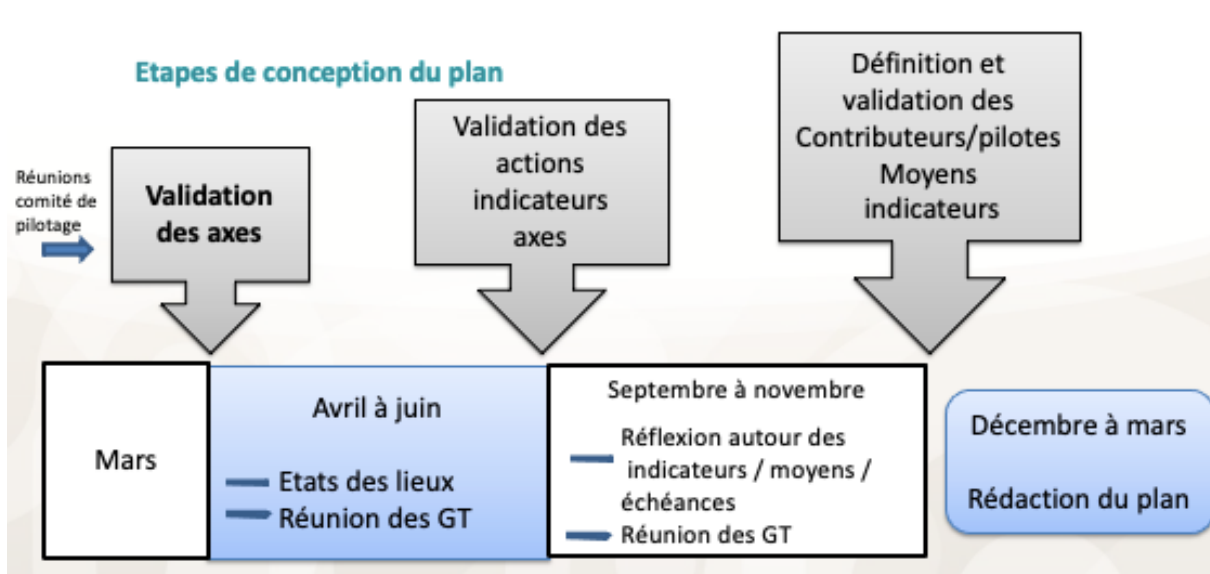 Etapes de conception du plan
Réunions
comité de
pilotage
Validation
des axes
Validation des
actions
indicateurs
axes
Définition et
validation des
Contributeurs/pilotes
Moyens
indicateurs
Mars
Avril à juin
Etats des lieux
Réunion des GT
Septembre à novembre
Réflexion autour des
indicateurs / moyens /
échéances
Réunion des GT
Décembre à mars
Rédaction du plan